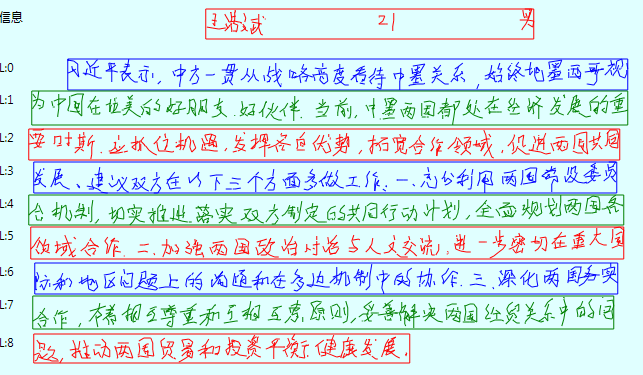 信息 王浩斌 21 男
L:0 习近平表示，中方一贯从战略高度看待中墨关系，始终把墨西哥视
L:1 为中国在拉美的好朋友、好伙伴。当前，中墨两国都处在经济发展的重
L:2 要时期。应抓住机遇，发挥各自优势，拓宽合作领域，促进两国共同
L:3 发展。建议双方在以下三个方面多做工作：一、充分利用两国常设委员
L:4 会机制，切实推进落实双方制定的共同行动计划，全面规划两国各
L:5 领域合作。二、加强两国政治对话与人文交流，进一步密切在重大国
L:6 际和地区问题上的沟通和在多边机制中的协作。三、深化两国务实
L:7 合作，本着相互尊重和互相互惠原则，妥善解决两国经贸关系中的问
L:8 题，推动两国贸易和投资平衡、健康发展。